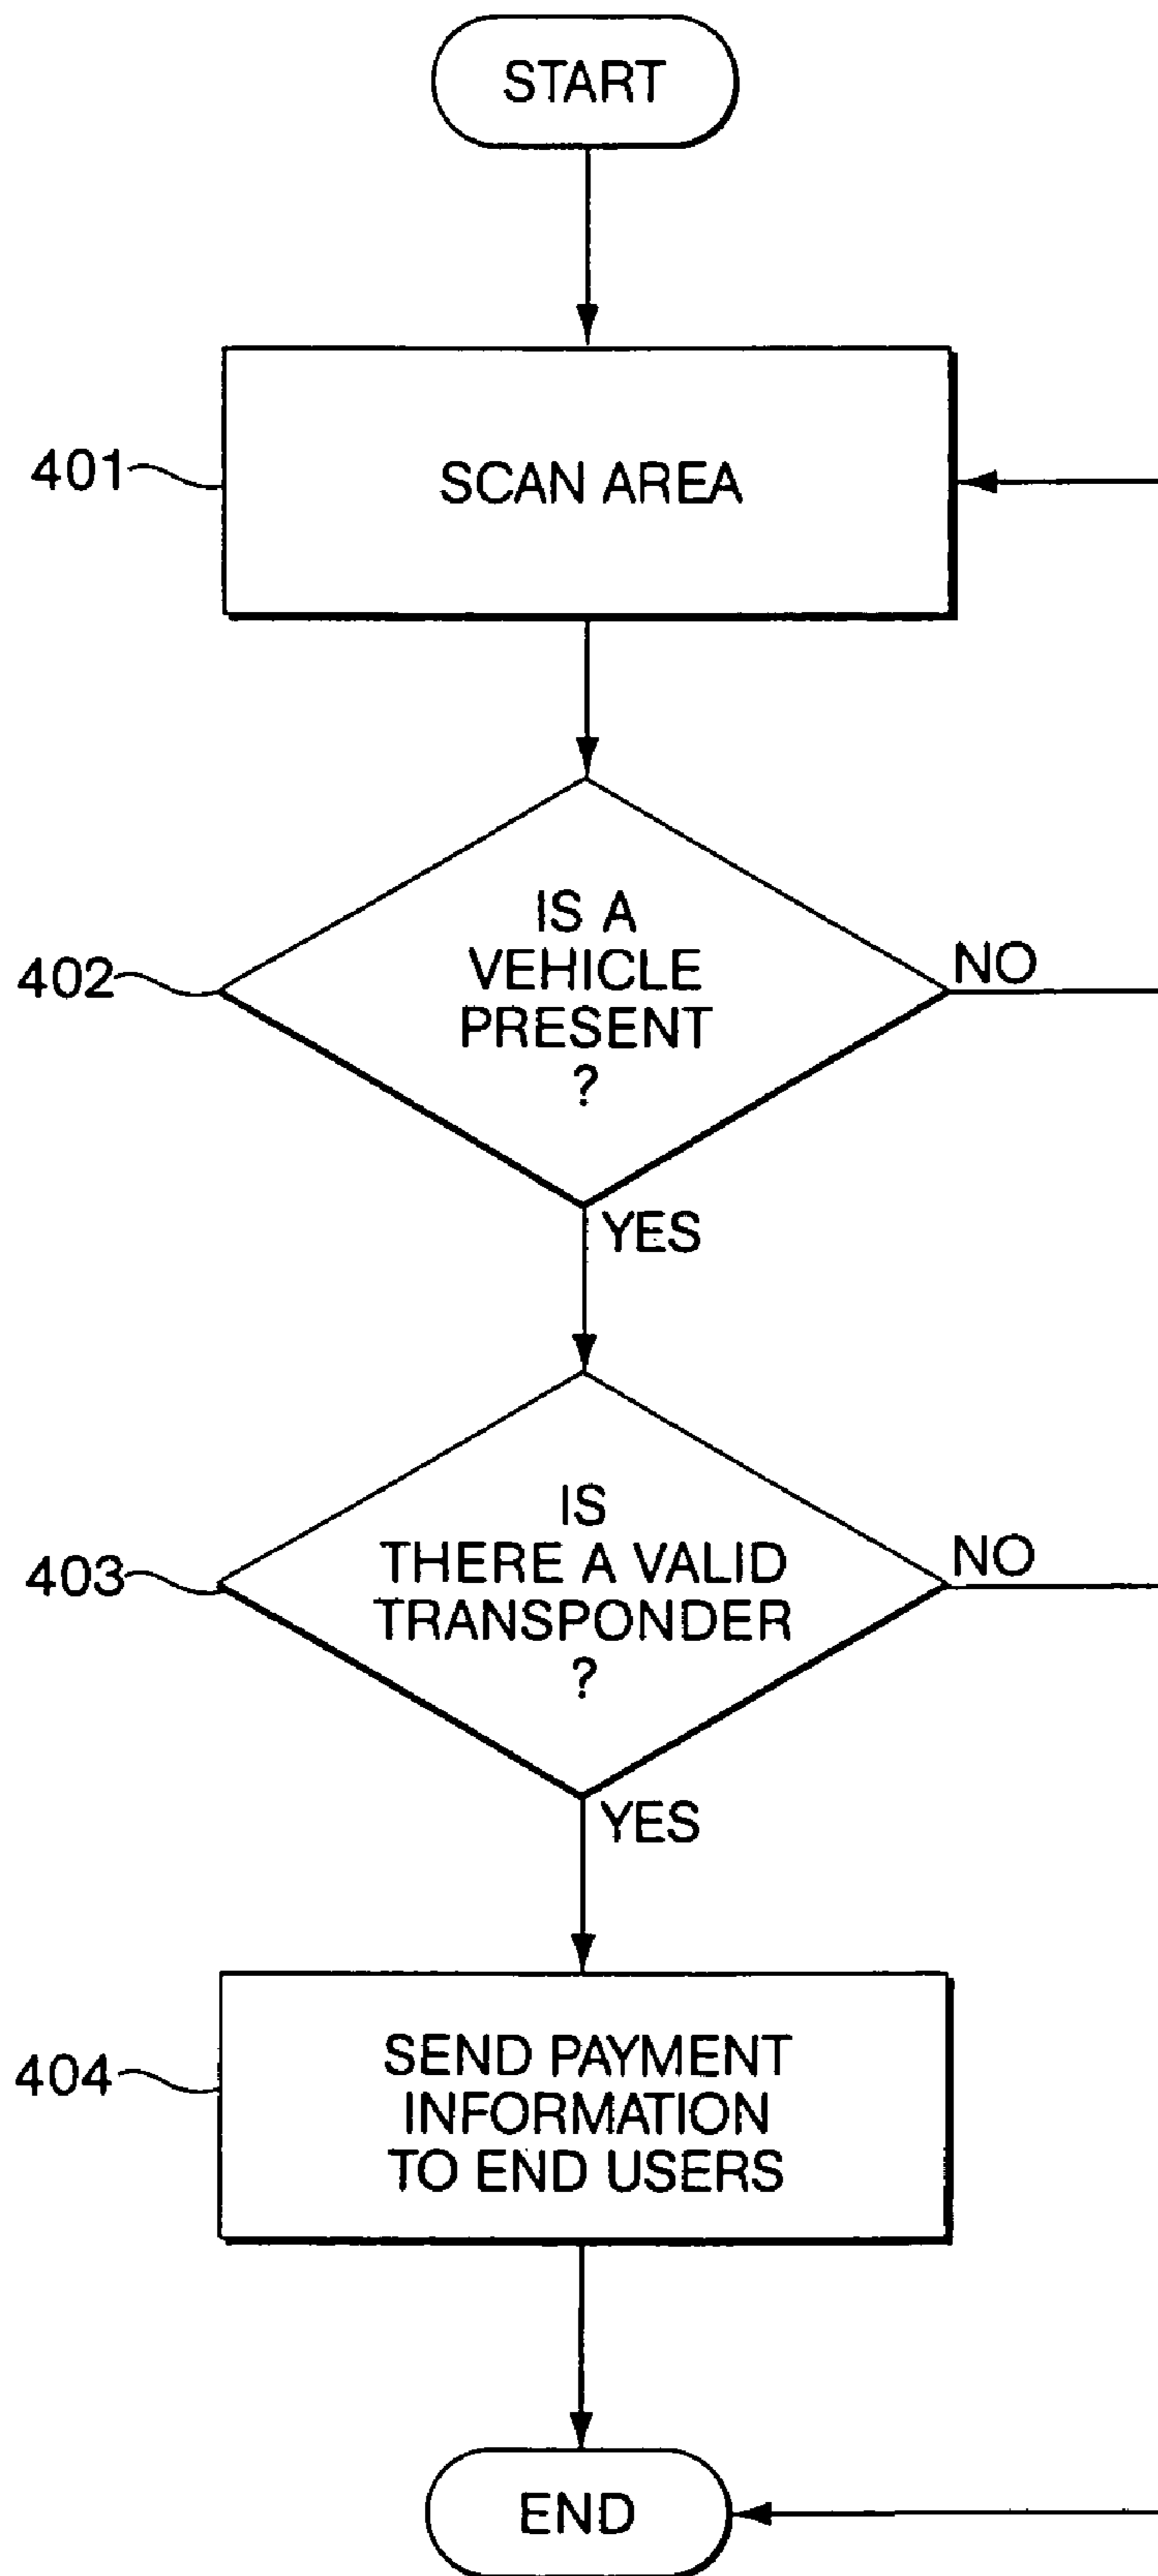 START
401
SCAN AREA
402
IS A
VEHICLE
PRESENT
?
NO
YES
403
IS
THERE A VALID
TRANSPONDER
?
NO
YES
404
SEND PAYMENT
INFORMATION
TO END USERS
END